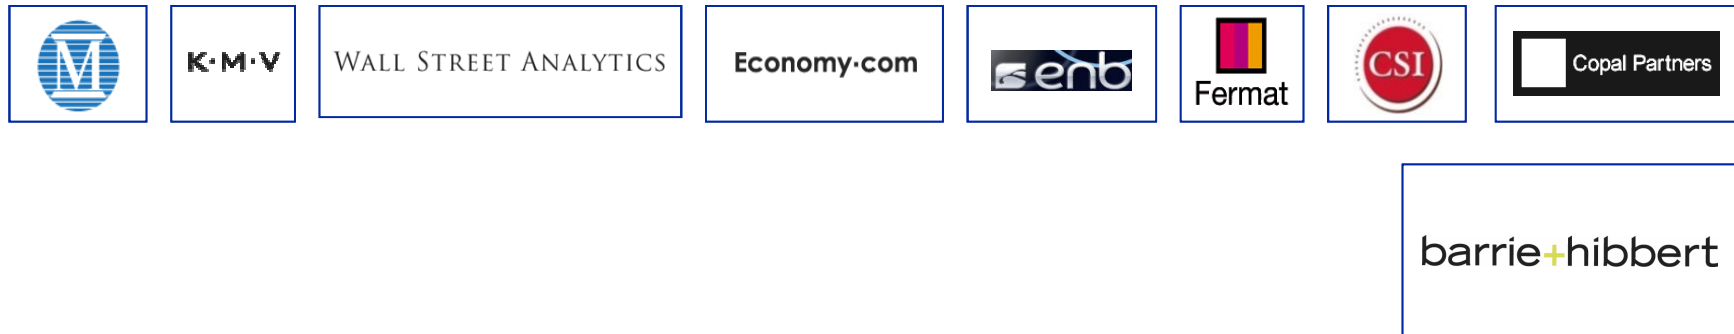 M
K·M·V
WALL STREET ANALYTICS
Economy·com
enb
Fermat
CSI
Copal Partners
barrie+hibbert